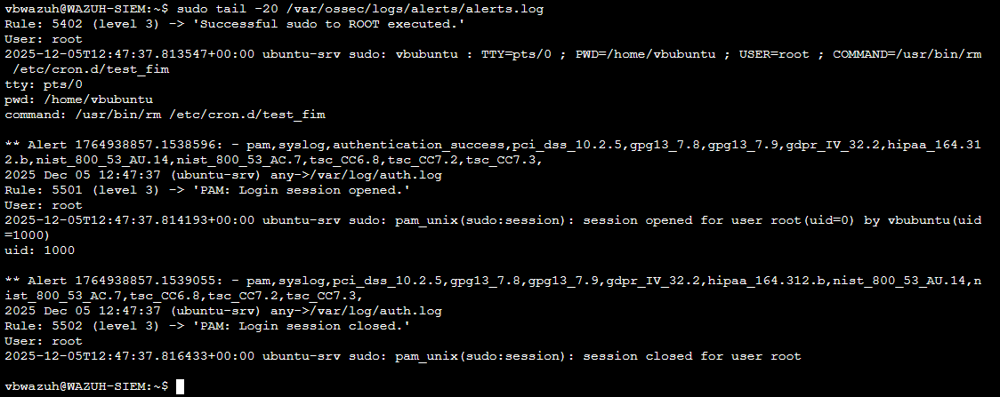 vbwazuh@WAZUH-SIEM:~$ sudo tail -20 /var/ossec/logs/alerts/alerts.log
Rule: 5402 (level 3) -> 'Successful sudo to ROOT executed.'
User: root
2025-12-05T12:47:37.813547+00:00 ubuntu-srv sudo: vbubuntu : TTY=pts/0 ; PWD=/home/vbubuntu ; USER=root ; COMMAND=/usr/bin/rm
 /etc/cron.d/test_fim
tty: pts/0
pwd: /home/vbubuntu
command: /usr/bin/rm /etc/cron.d/test_fim

** Alert 1764938857.1538596: - pam,syslog,authentication_success,pci_dss_10.2.5,gpg13_7.8,gpg13_7.9,gdpr_IV_32.2,hipaa_164.31
2.b,nist_800_53_AU.14,nist_800_53_AC.7,tsc_CC6.8,tsc_CC7.2,tsc_CC7.3,
2025 Dec 05 12:47:37 (ubuntu-srv) any->/var/log/auth.log
Rule: 5501 (level 3) -> 'PAM: Login session opened.'
User: root
2025-12-05T12:47:37.814193+00:00 ubuntu-srv sudo: pam_unix(sudo:session): session opened for user root(uid=0) by vbubuntu(uid
=1000)
uid: 1000

** Alert 1764938857.1539055: - pam,syslog,pci_dss_10.2.5,gpg13_7.8,gpg13_7.9,gdpr_IV_32.2,hipaa_164.312.b,nist_800_53_AU.14,n
ist_800_53_AC.7,tsc_CC6.8,tsc_CC7.2,tsc_CC7.3,
2025 Dec 05 12:47:37 (ubuntu-srv) any->/var/log/auth.log
Rule: 5502 (level 3) -> 'PAM: Login session closed.'
User: root
2025-12-05T12:47:37.816433+00:00 ubuntu-srv sudo: pam_unix(sudo:session): session closed for user root

vbwazuh@WAZUH-SIEM:~$